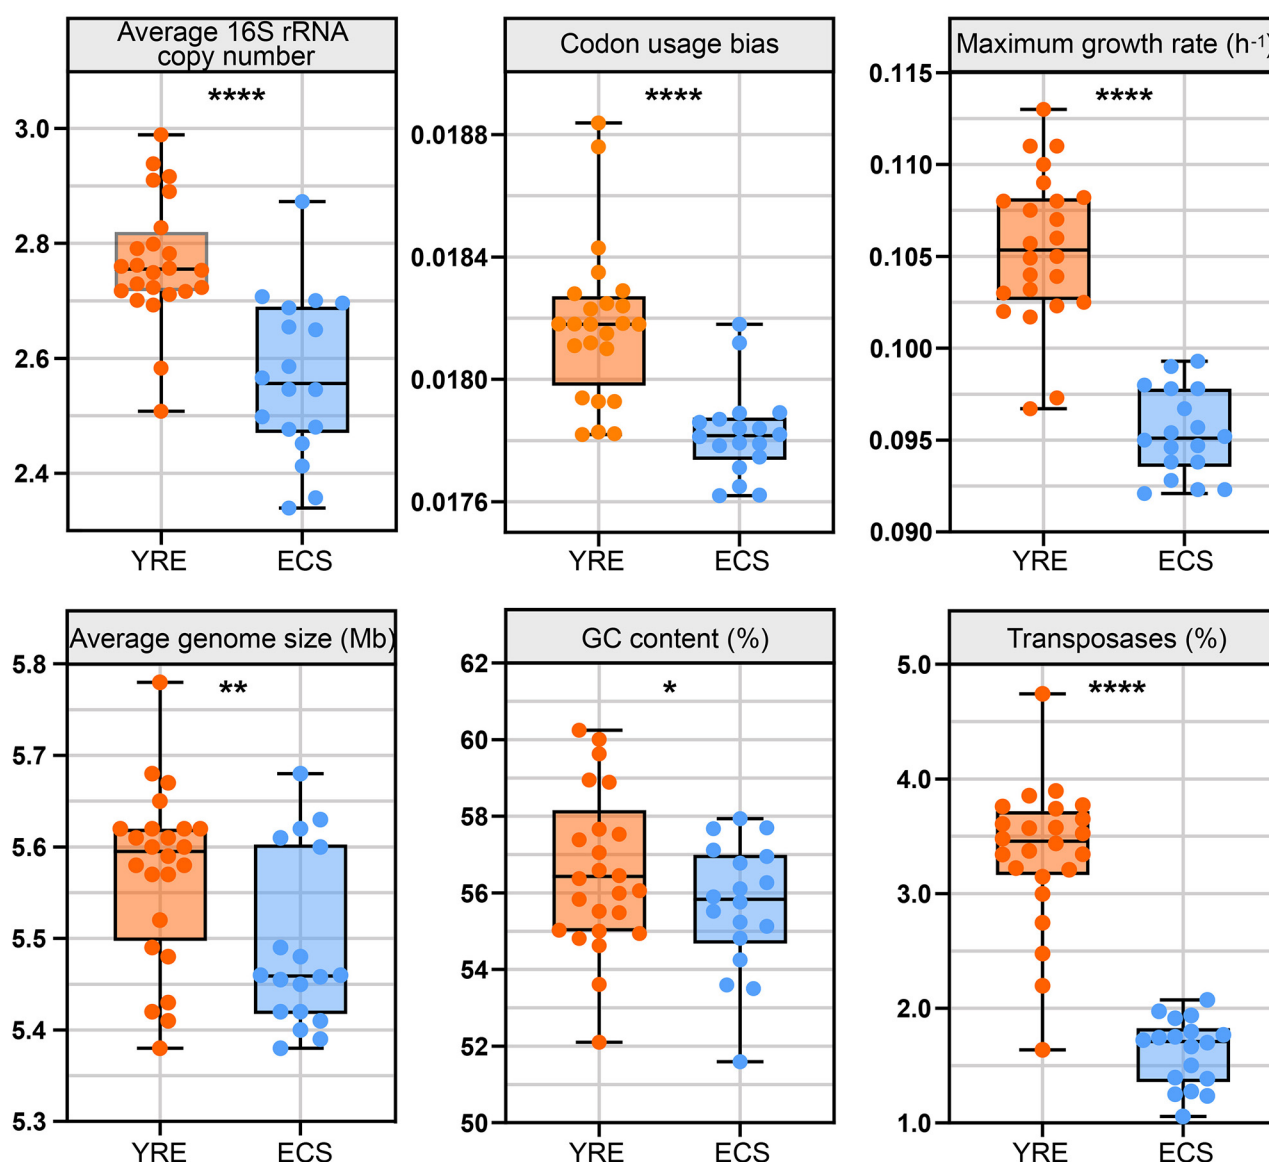 Average 16S rRNA
copy number
****
3.0
2.8
2.6
2.4
YRE ECS
Codon usage bias
****
0.0188
0.0184
0.0180
0.0176
YRE ECS
Maximum growth rate (h-1)
****
0.115
0.110
0.105
0.100
0.095
0.090
YRE ECS
Average genome size (Mb)
**
5.8
5.7
5.6
5.5
5.4
5.3
YRE ECS
GC content (%)
*
62
60
58
56
54
52
50
YRE ECS
Transposases (%)
****
5.0
4.0
3.0
2.0
1.0
YRE ECS